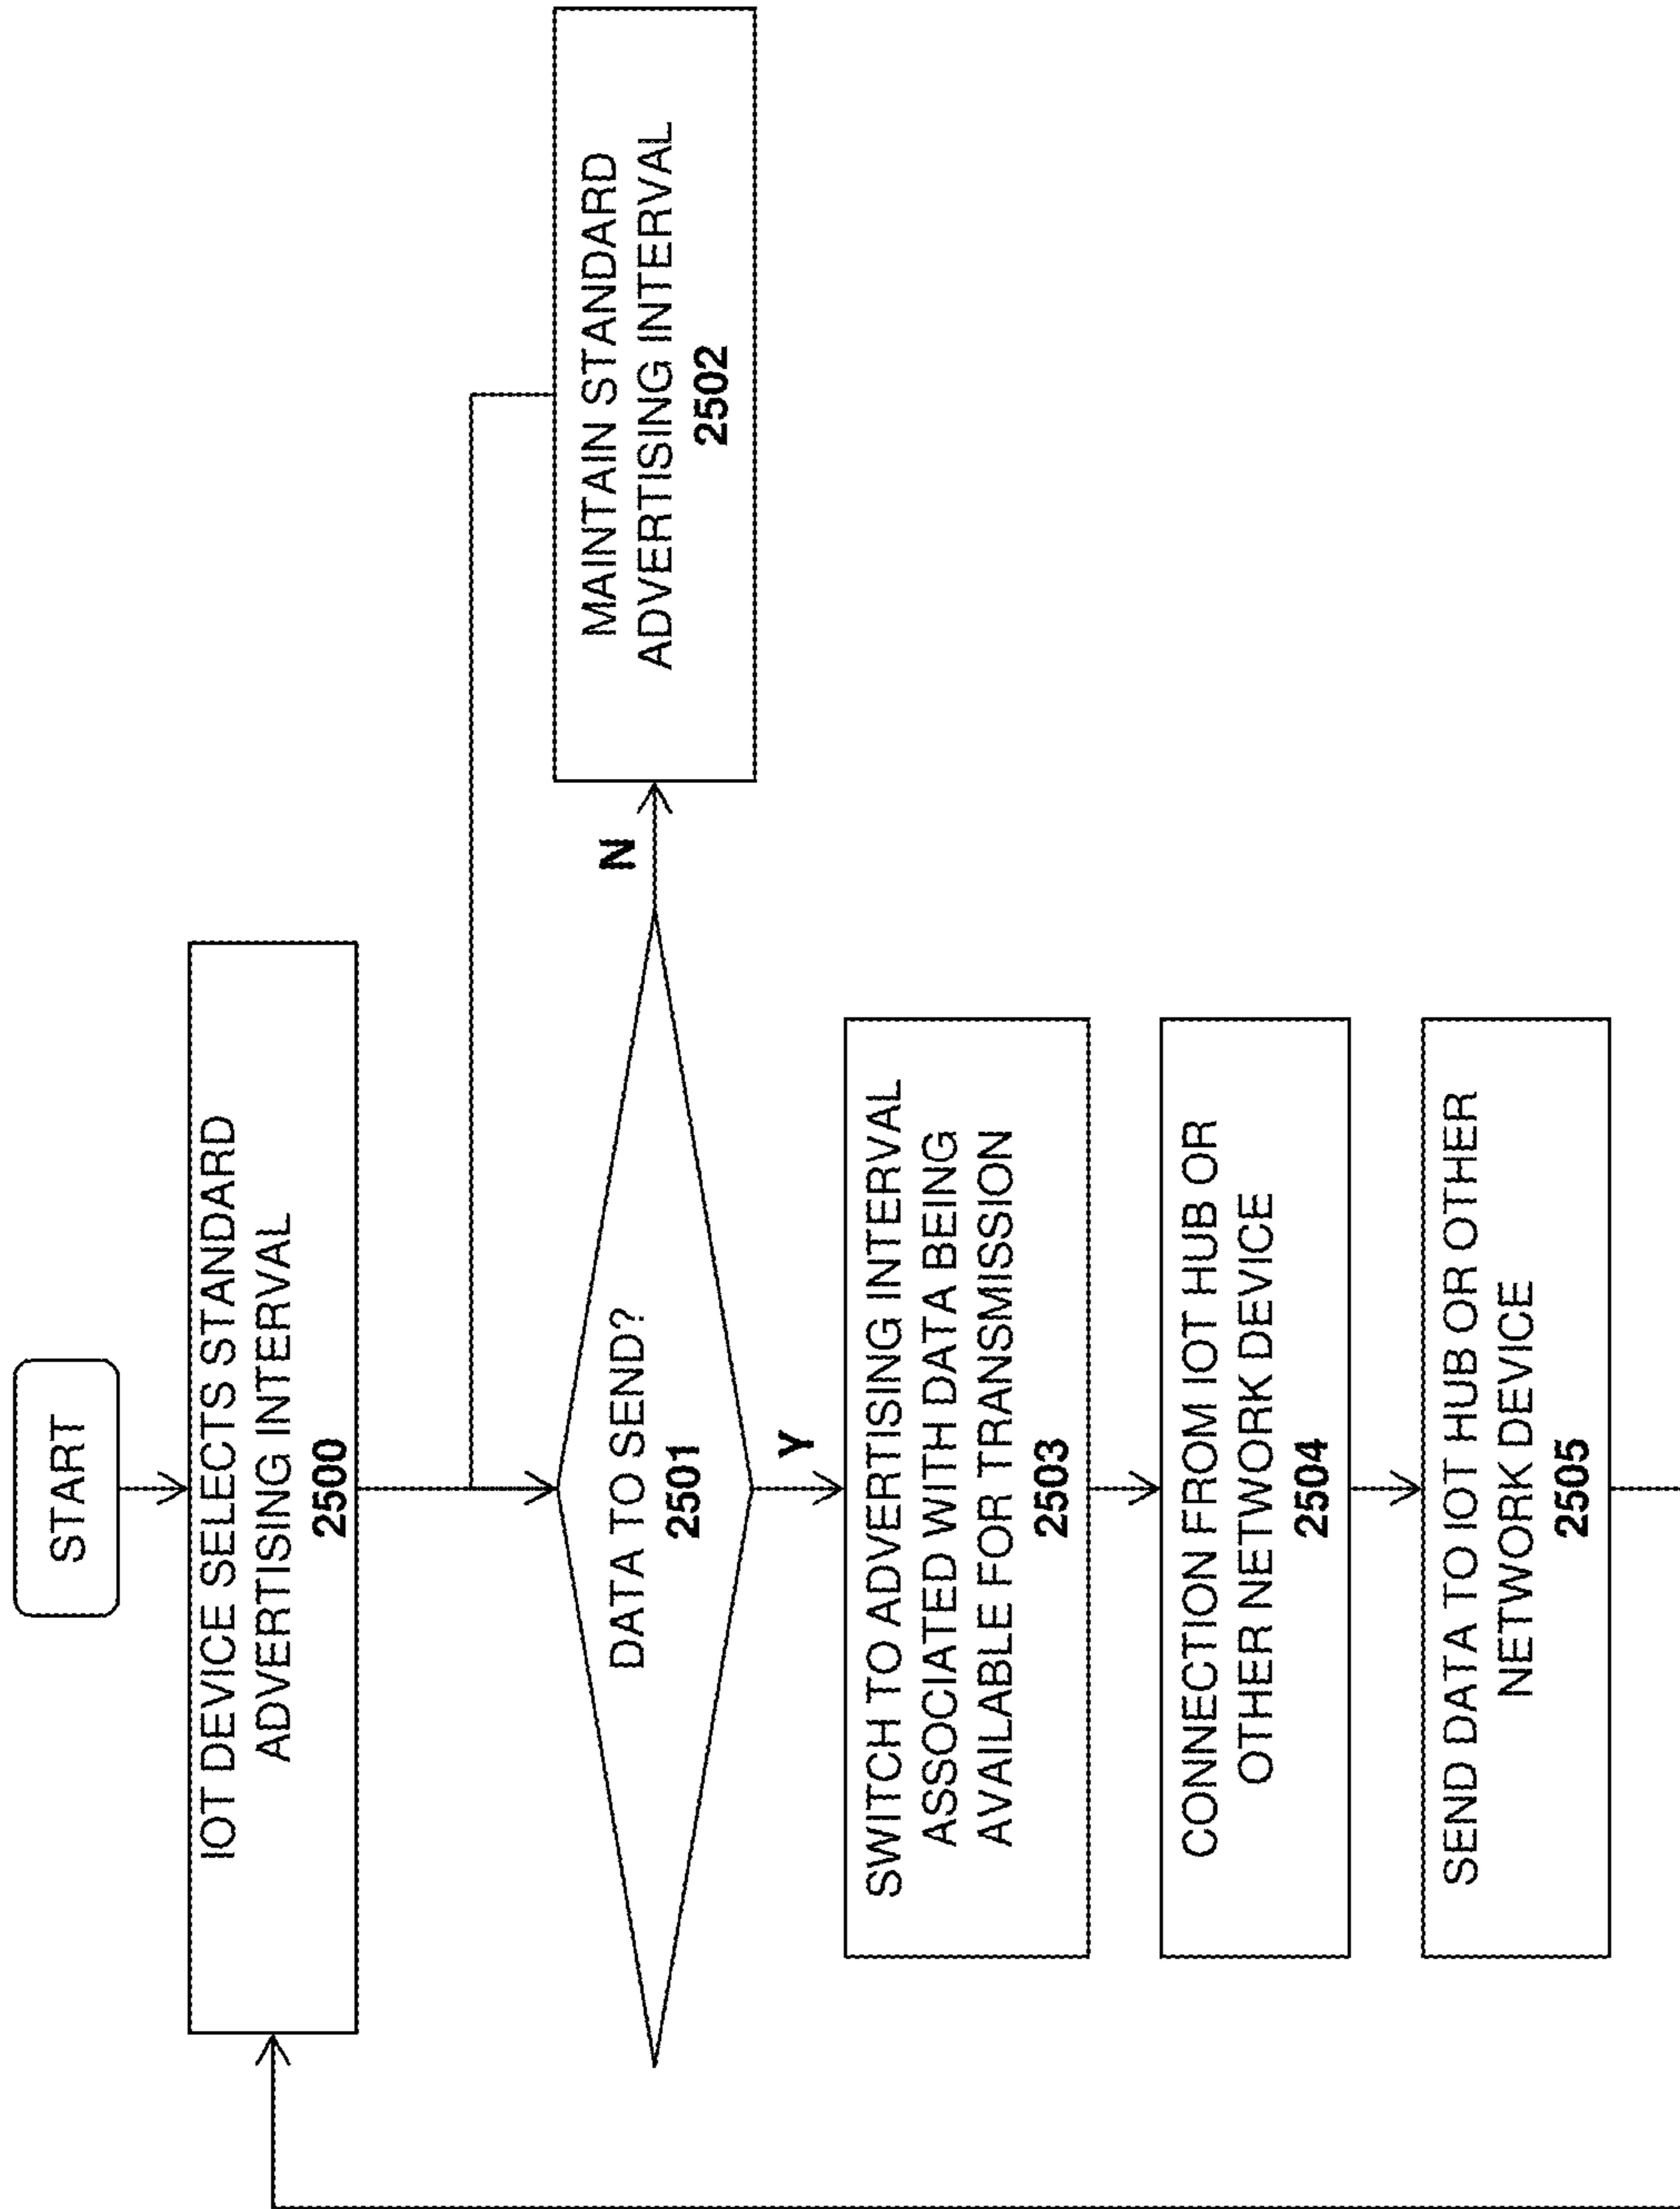 START
IOT DEVICE SELECTS STANDARD
ADVERTISING INTERVAL
2500
DATA TO SEND?
2501
N
MAINTAIN STANDARD
ADVERTISING INTERVAL
2502
Y
SWITCH TO ADVERTISING INTERVAL
ASSOCIATED WITH DATA BEING
AVAILABLE FOR TRANSMISSION
2503
CONNECTION FROM IOT HUB OR
OTHER NETWORK DEVICE
2504
SEND DATA TO IOT HUB OR OTHER
NETWORK DEVICE
2505